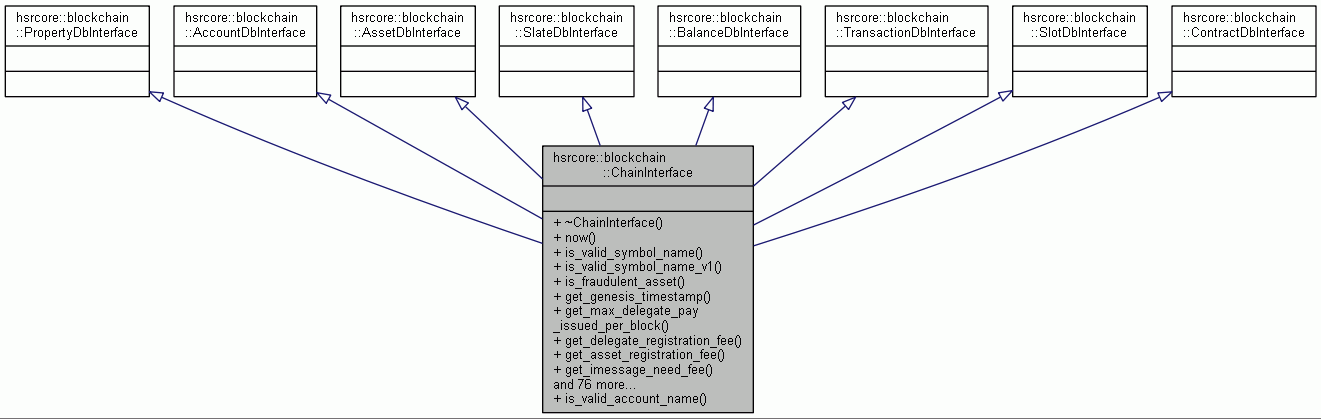 hsrcore::blockchain
::PropertyDbInterface
hsrcore::blockchain
::AccountDbInterface
hsrcore::blockchain
::AssetDbInterface
hsrcore::blockchain
::SlateDbInterface
hsrcore::blockchain
::BalanceDbInterface
hsrcore::blockchain
::TransactionDbInterface
hsrcore::blockchain
::SlotDbInterface
hsrcore::blockchain
::ContractDbInterface
hsrcore::blockchain
::ChainInterface
+ ~ChainInterface()
+ now()
+ is_valid_symbol_name()
+ is_valid_symbol_name_v1()
+ is_fraudulent_asset()
+ get_genesis_timestamp()
+ get_max_delegate_pay
_issued_per_block()
+ get_delegate_registration_fee()
+ get_asset_registration_fee()
+ get_imessage_need_fee()
and 76 more...
+ is_valid_account_name()